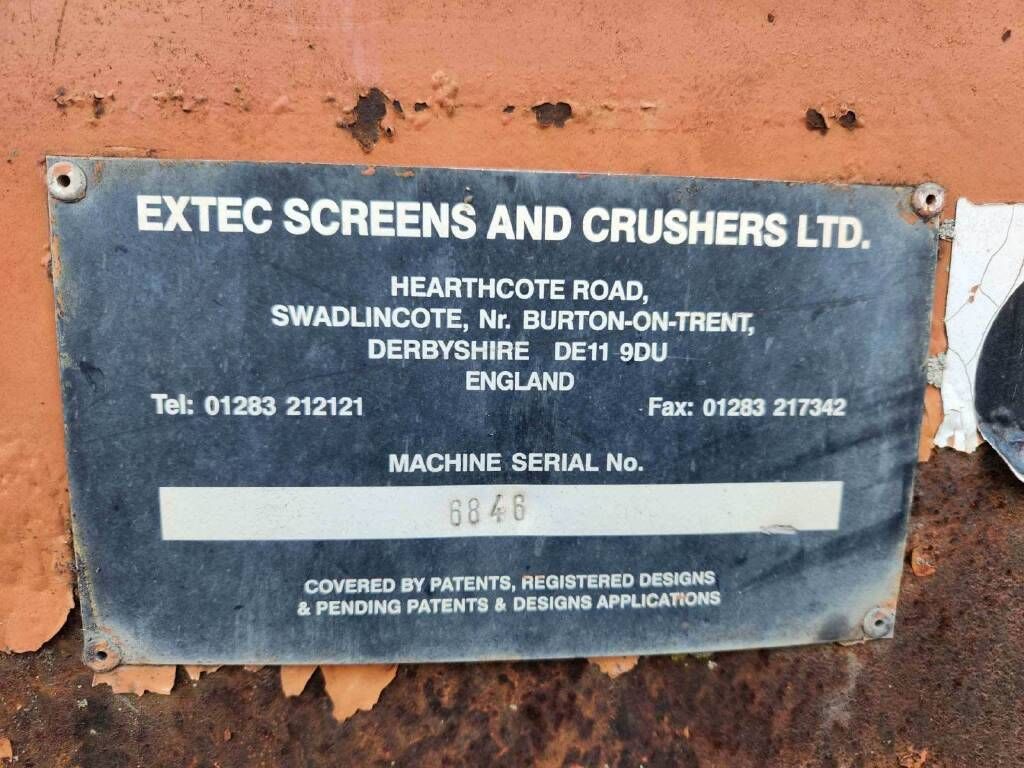 EXTEC SCREENS AND CRUSHERS LTD.
HEARTHCOTE ROAD,
SWADLINCOTE, Nr. BURTON-ON-TRENT,
DERBYSHIRE DE11 9DU
ENGLAND
Tel: 01283 212121 Fax: 01283 217342
MACHINE SERIAL No.
6846
COVERED BY PATENTS, REGISTERED DESIGNS
& PENDING PATENTS & DESIGNS APPLICATIONS